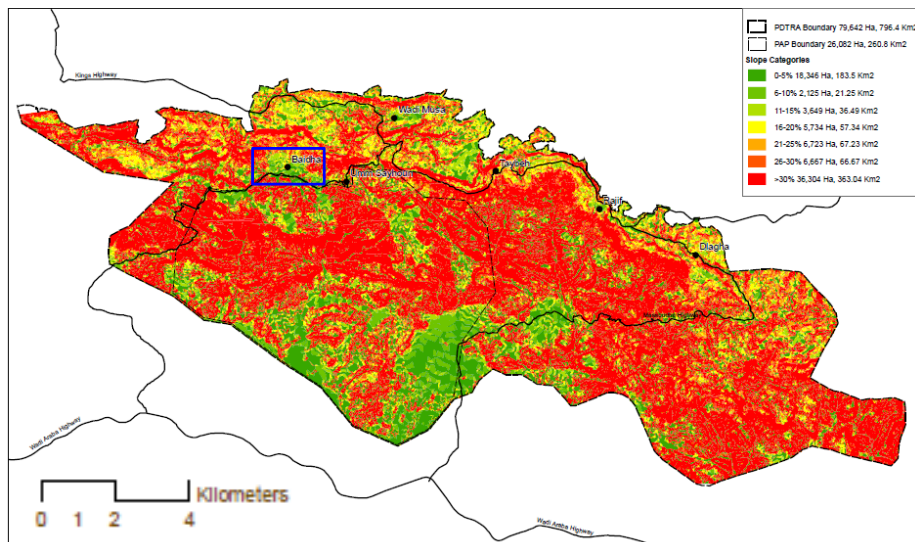 PDTRA Boundary 79,642 Ha, 796.4 Km2
PAP Boundary 26,082 Ha, 260.8 Km2
Slope Categories
0-5% 18,346 Ha, 183.5 Km2
6-10% 2,125 Ha, 21.25 Km2
11-15% 3,649 Ha, 36.49 Km2
16-20% 5,734 Ha, 57.34 Km2
21-25% 6,723 Ha, 67.23 Km2
26-30% 6,667 Ha, 66.67 Km2
>30% 36,304 Ha, 363.04 Km2
Kings Highway
Wadi Musa
Baidha
Umm Sayhoun
Taybeh
Rajif
Dlagha
Wadi Araba Highway
Wadi Araba Highway
Kilometers
0 1 2 4